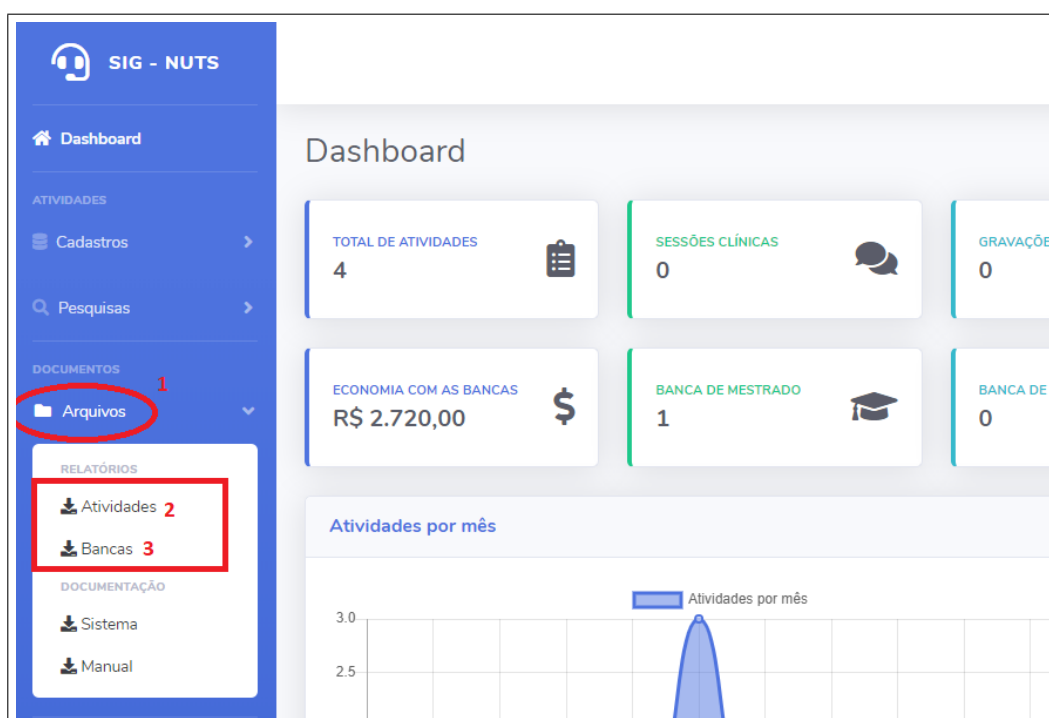 SIG - NUTS
Dashboard
ATIVIDADES
Cadastros
Pesquisas
DOCUMENTOS
1
Arquivos
RELATÓRIOS
Atividades 2
Bancas 3
DOCUMENTAÇÃO
Sistema
Manual
Dashboard
TOTAL DE ATIVIDADES
4
SESSÕES CLÍNICAS
0
GRAVAÇÕE
0
ECONOMIA COM AS BANCAS
R$ 2.720,00
$
BANCA DE MESTRADO
1
BANCA DE
0
Atividades por mês
Atividades por mês
3.0
2.5